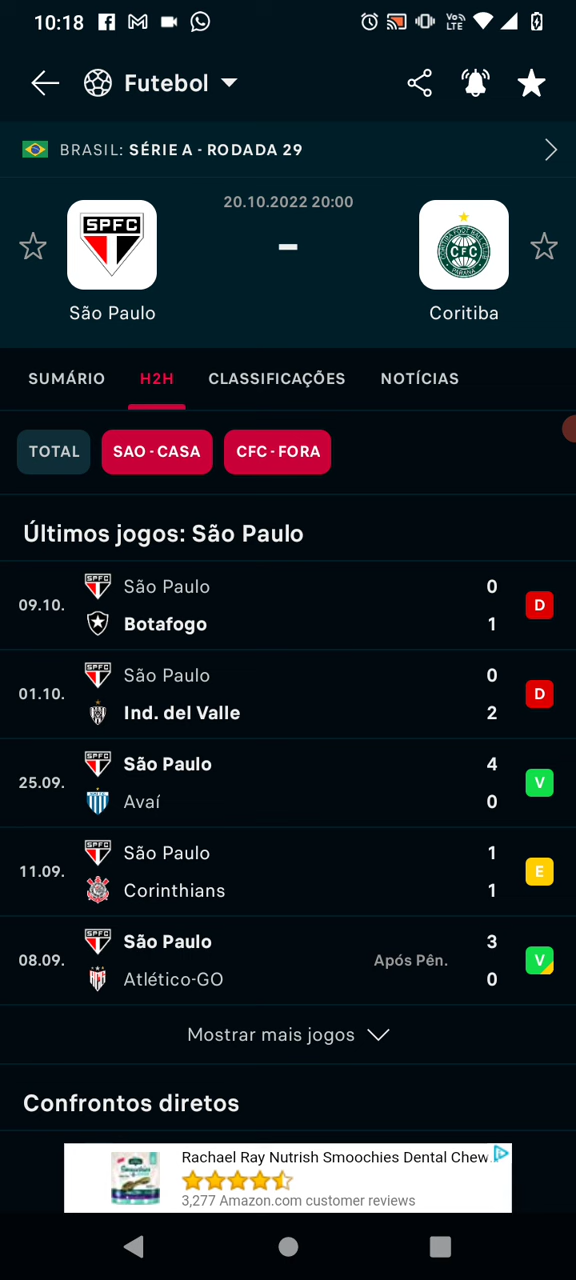 10:18
Vo) LTE
Futebol
BRASIL: SÉRIE A - RODADA 29
20.10.2022 20:00
SPFC
CFC
-
São Paulo
Coritiba
SUMÁRIO H2H CLASSIFICAÇÕES NOTÍCIAS
TOTAL SAO - CASA CFC - FORA
Últimos jogos: São Paulo
São Paulo 0
09.10. D
Botafogo 1
São Paulo 0
01.10. D
Ind. del Valle 2
São Paulo 4
25.09. V
Avaí 0
São Paulo 1
11.09. E
Corinthians 1
São Paulo 3
08.09. Após Pên. V
Atlético-GO 0
Mostrar mais jogos
Confrontos diretos
Rachael Ray Nutrish Smoochies Dental Chew...
3,277 Amazon.com customer reviews